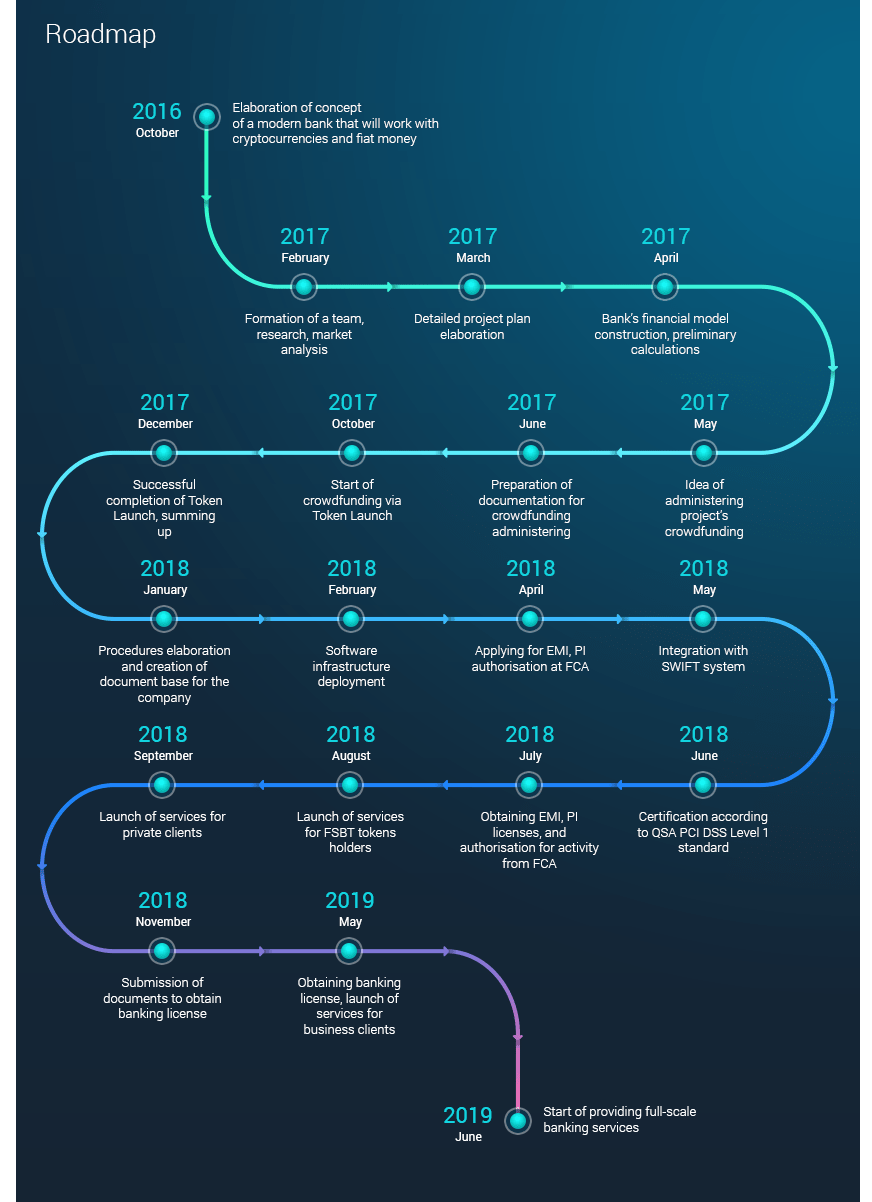 Roadmap
2016
October
Elaboration of concept
of a modern bank that will work with
cryptocurrencies and fiat money
2017
February
Formation of a team,
research, market
analysis
2017
March
Detailed project plan
elaboration
2017
April
Bank's financial model
construction, preliminary
calculations
2017
May
Idea of
administering
project's
crowdfunding
2017
June
Preparation of
documentation for
crowdfunding
administering
2017
October
Start of
crowdfunding via
Token Launch
2017
December
Successful
completion of Token
Launch, summing
up
2018
January
Procedures elaboration
and creation of
document base for the
company
2018
February
Software
infrastructure
deployment
2018
April
Applying for EMI, PI
authorisation at FCA
2018
May
Integration with
SWIFT system
2018
June
Certification according
to QSA PCI DSS Level 1
standard
2018
July
Obtaining EMI, PI
licenses, and
authorisation for activity
from FCA
2018
August
Launch of services
for FSBT tokens
holders
2018
September
Launch of services for
private clients
2018
November
Submission of
documents to obtain
banking license
2019
May
Obtaining banking
license, launch of
services for
business clients
2019
June
Start of providing full-scale
banking services